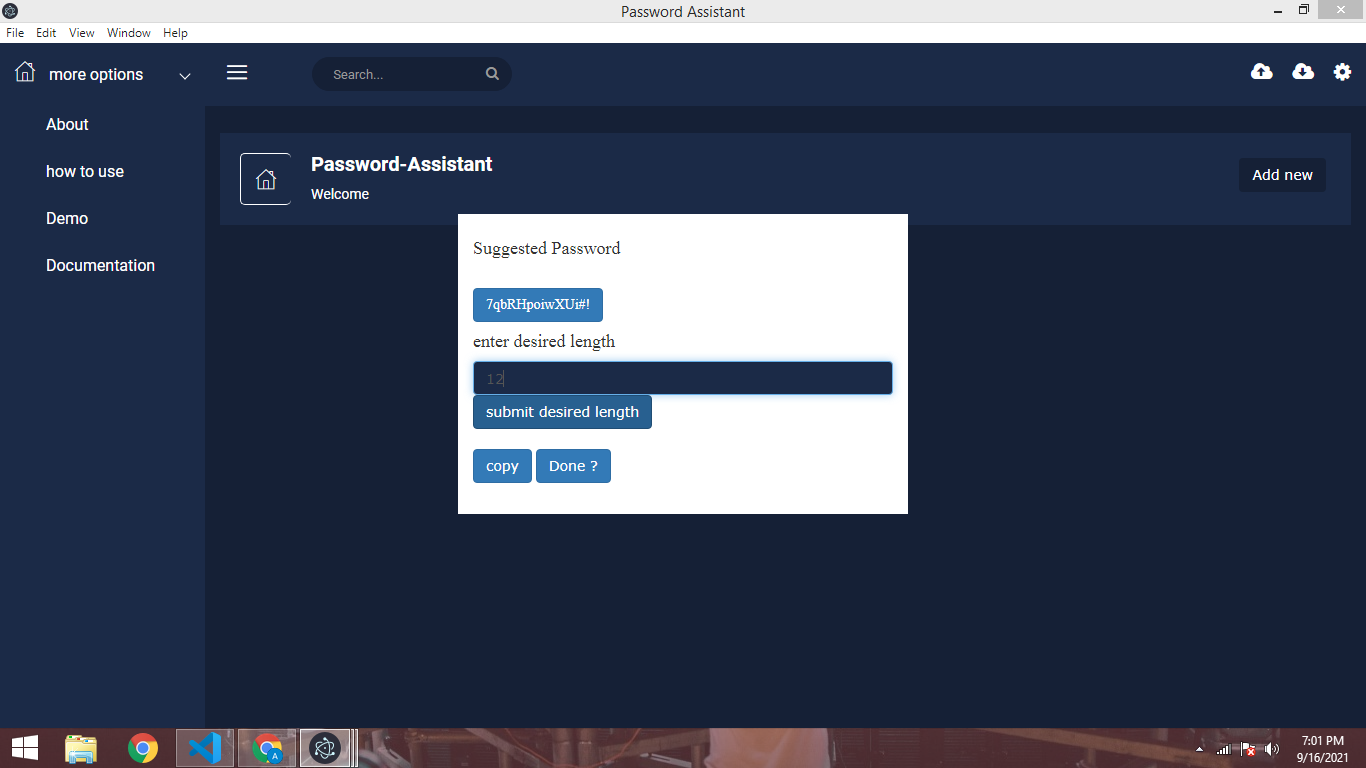 Password Assistant
File Edit View Window Help
more options
Search...
About
how to use
Demo
Documentation
Password-Assistant
Welcome
Add new
Suggested Password
7qbRHpoiwXUi#!
enter desired length
12
submit desired length
copy Done ?
A
7:01 PM
9/16/2021